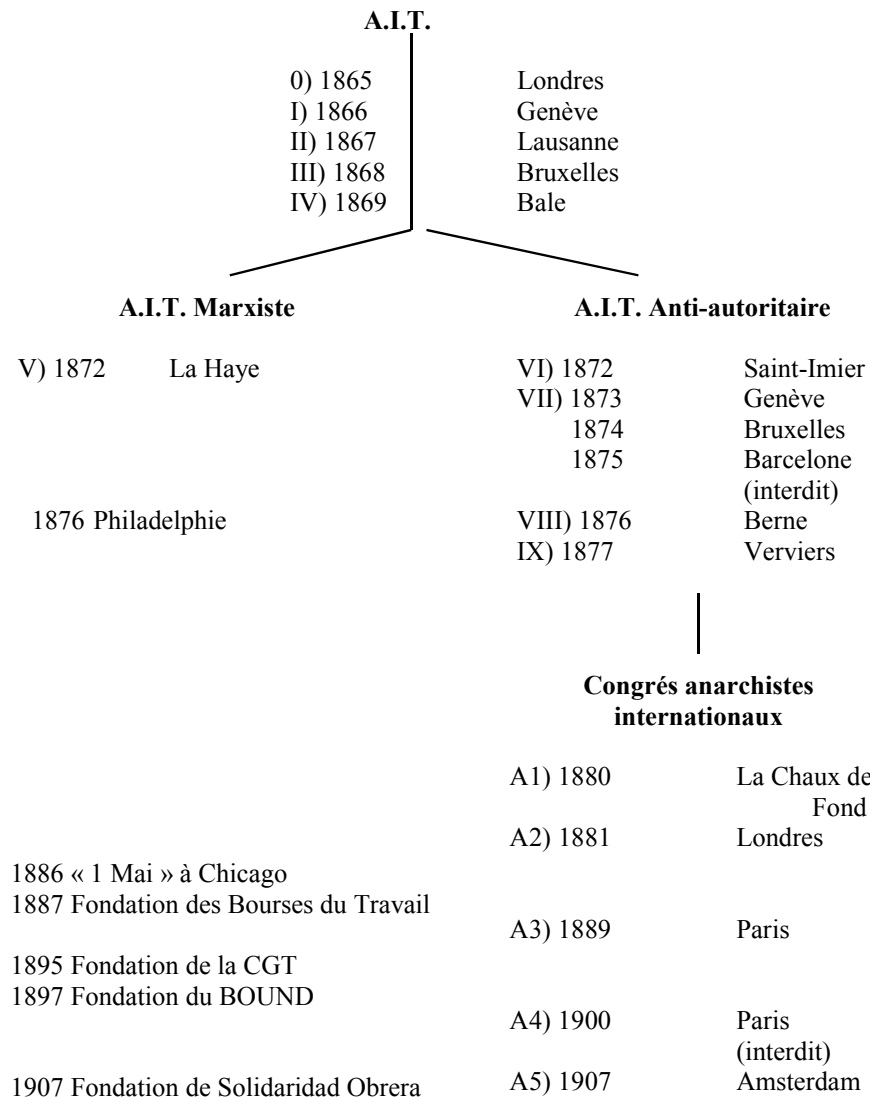 A.I.T.
0) 1865 Londres
I) 1866 Genève
II) 1867 Lausanne
III) 1868 Bruxelles
IV) 1869 Bale
A.I.T. Marxiste
V) 1872 La Haye
1876 Philadelphie
A.I.T. Anti-autoritaire
VI) 1872 Saint-Imier
VII) 1873 Genève
1874 Bruxelles
1875 Barcelone
(interdit)
VIII) 1876 Berne
IX) 1877 Verviers
Congrés anarchistes
internationaux
A1) 1880 La Chaux de
Fond
A2) 1881 Londres
1886 « 1 Mai » à Chicago
1887 Fondation des Bourses du Travail
A3) 1889 Paris
1895 Fondation de la CGT
1897 Fondation du BOUND
A4) 1900 Paris
(interdit)
1907 Fondation de Solidaridad Obrera
A5) 1907 Amsterdam